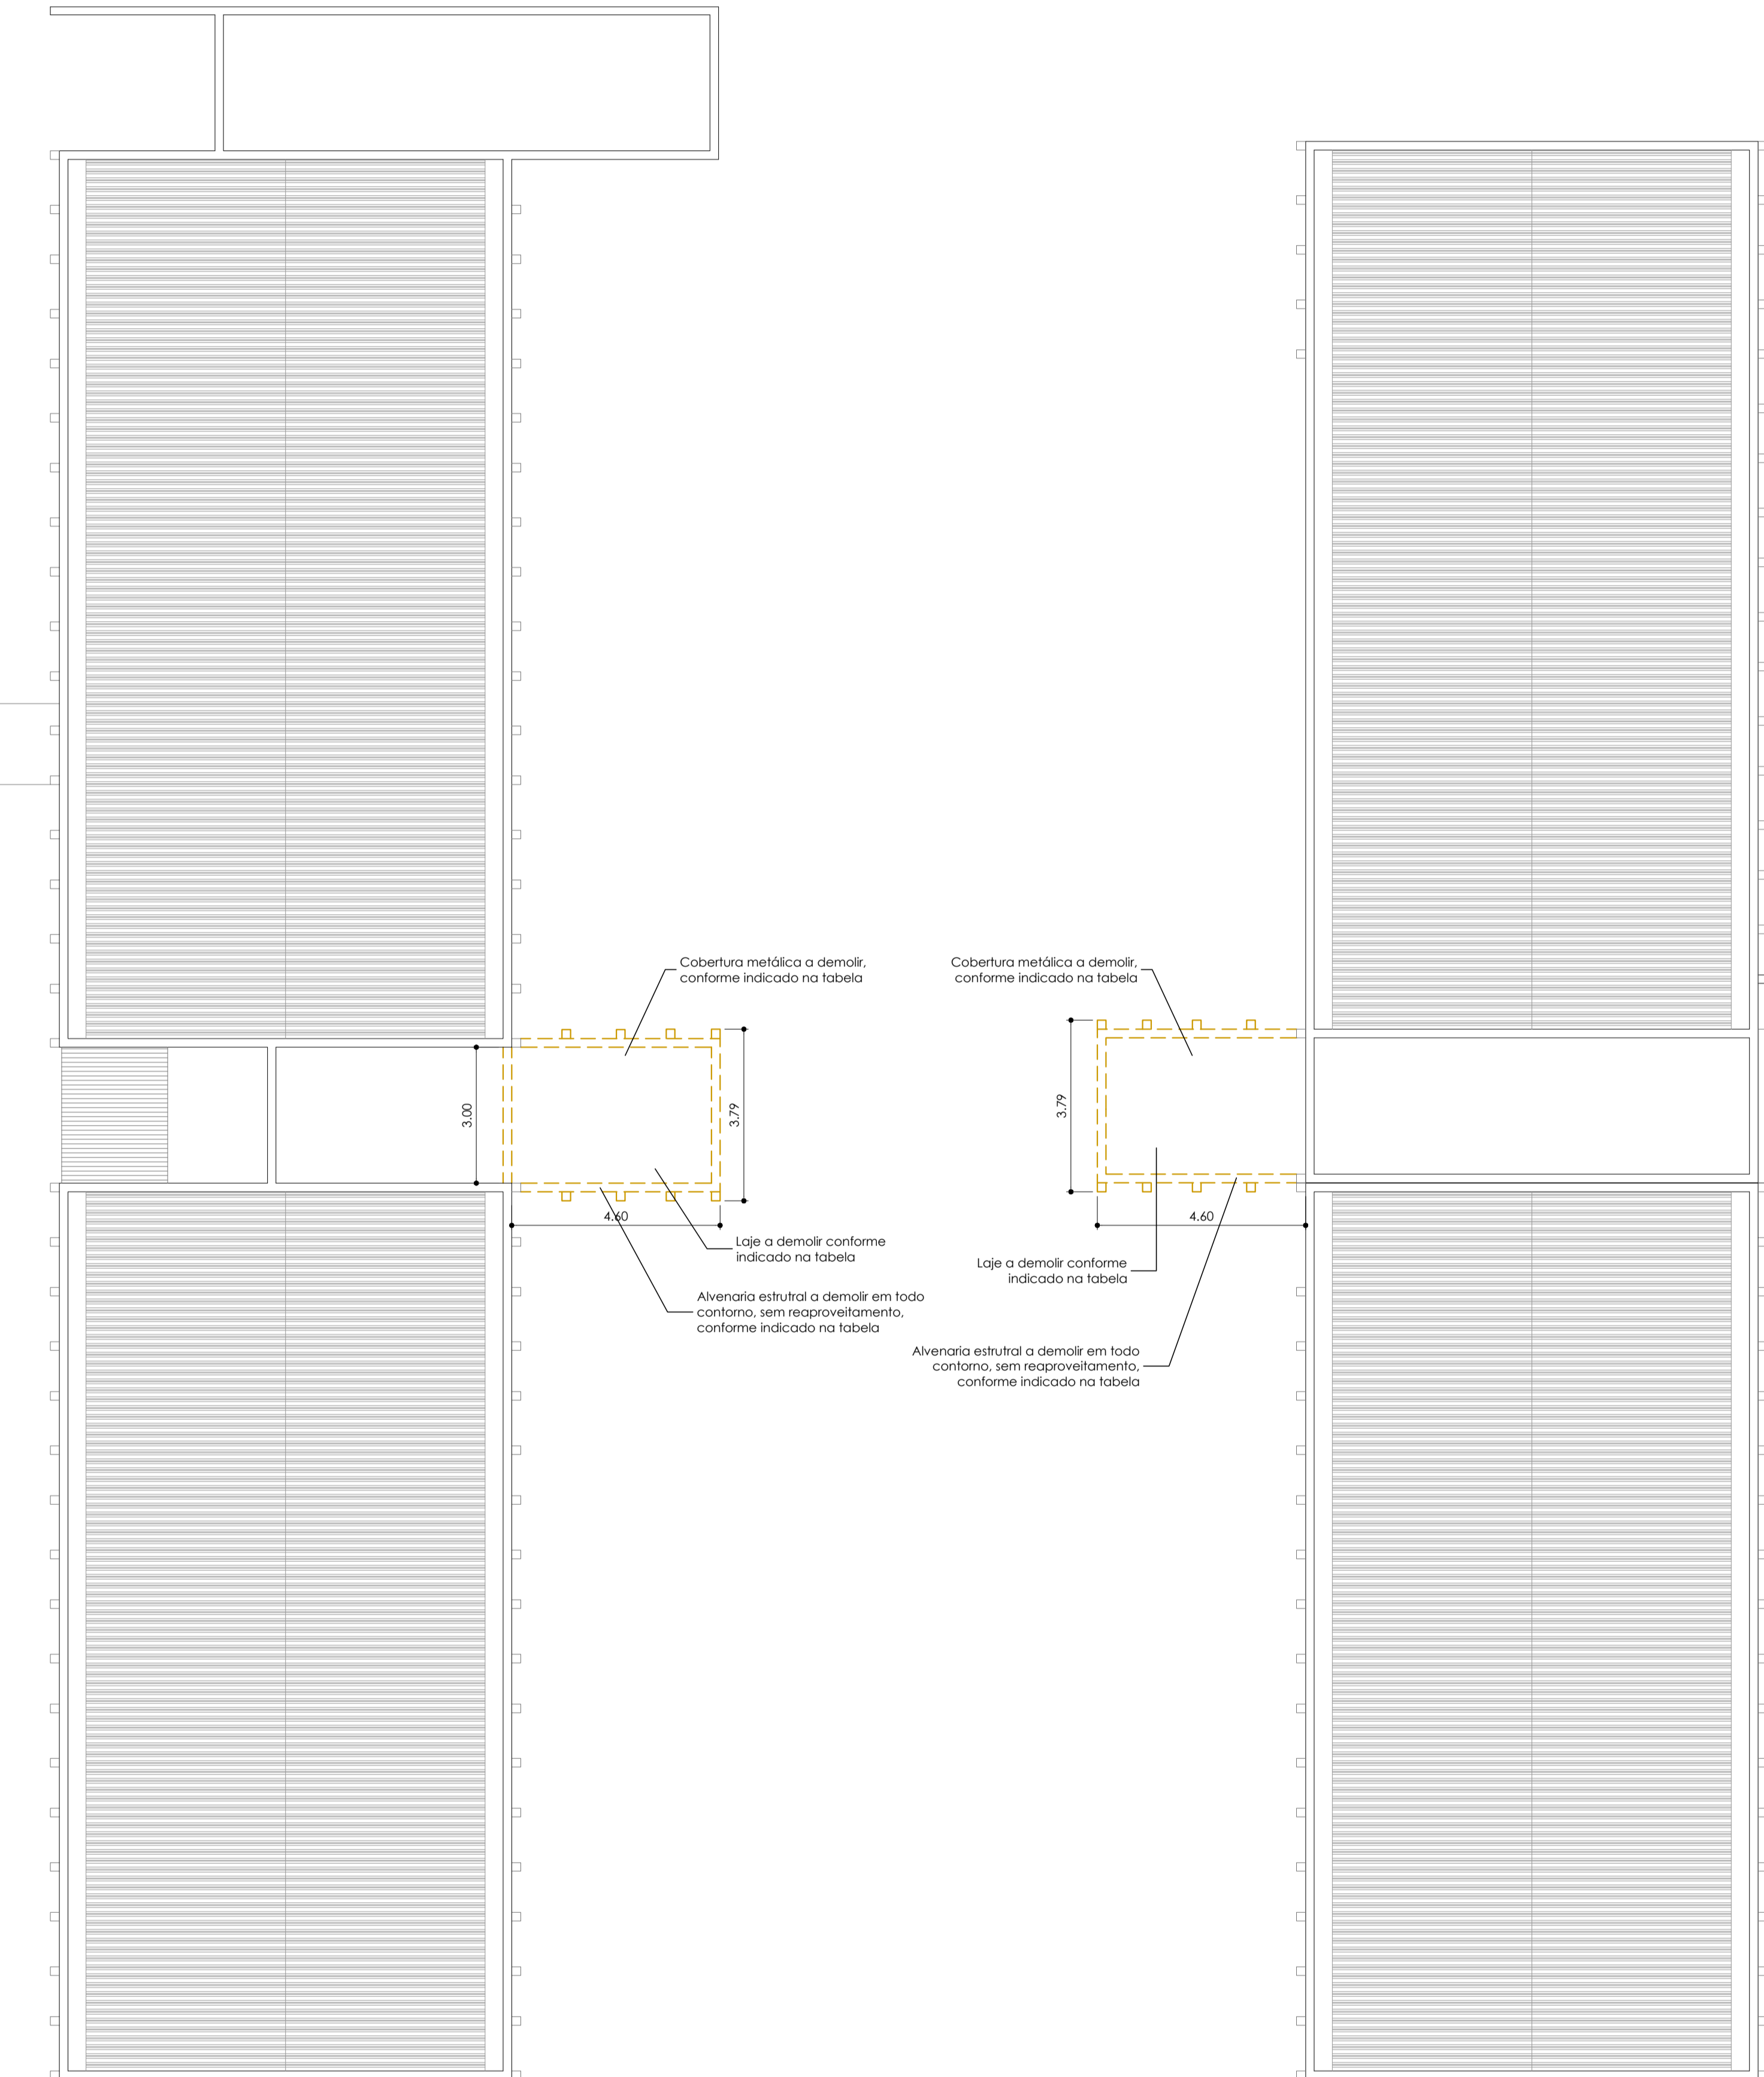 Cobertura metálica a demolir,
conforme indicado na tabela
Cobertura metálica a demolir,
conforme indicado na tabela
3.00
3.79
3.79
4.60
4.60
Laje a demolir conforme
indicado na tabela
Laje a demolir conforme
indicado na tabela
Alvenaria estrutral a demolir em todo
contorno, sem reaproveitamento,
conforme indicado na tabela
Alvenaria estrutral a demolir em todo
contorno, sem reaproveitamento,
conforme indicado na tabela